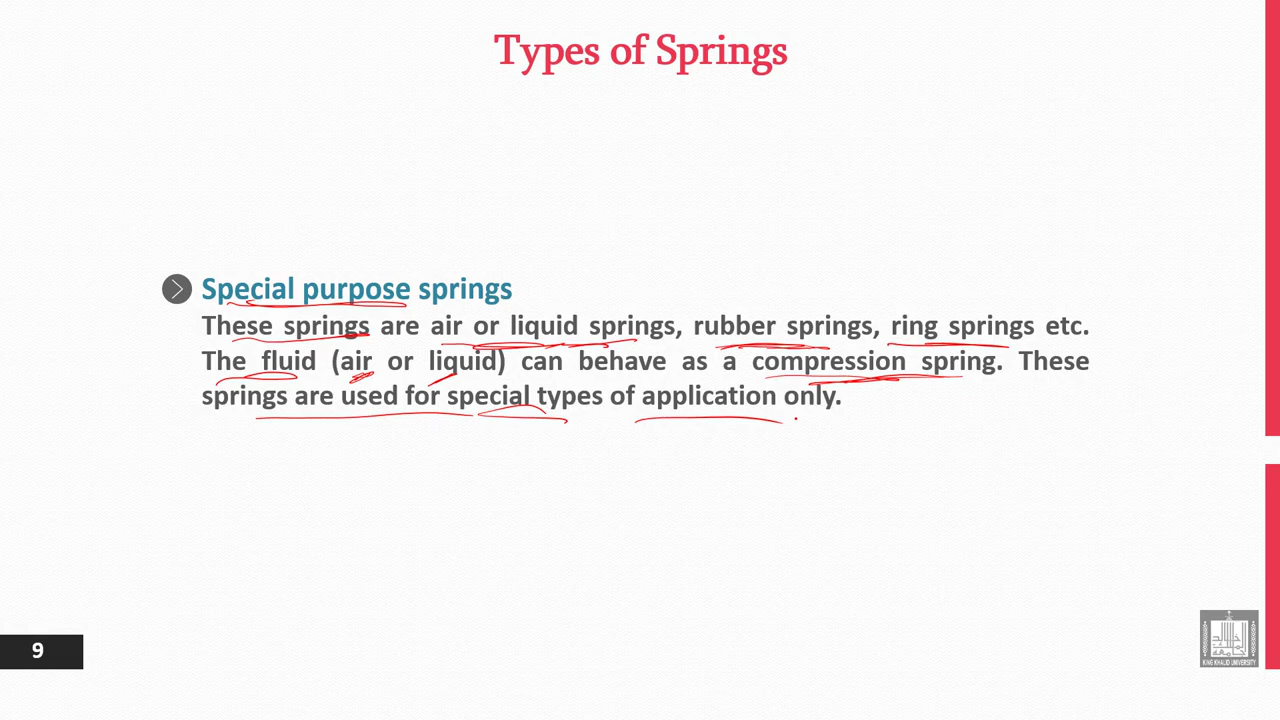 Types of Springs
Special purpose springs
These springs are air or liquid springs, rubber springs, ring springs etc.
The fluid (air or liquid) can behave as a compression spring. These
springs are used for special types of application only.
9
KING KHALID UNIVERSITY